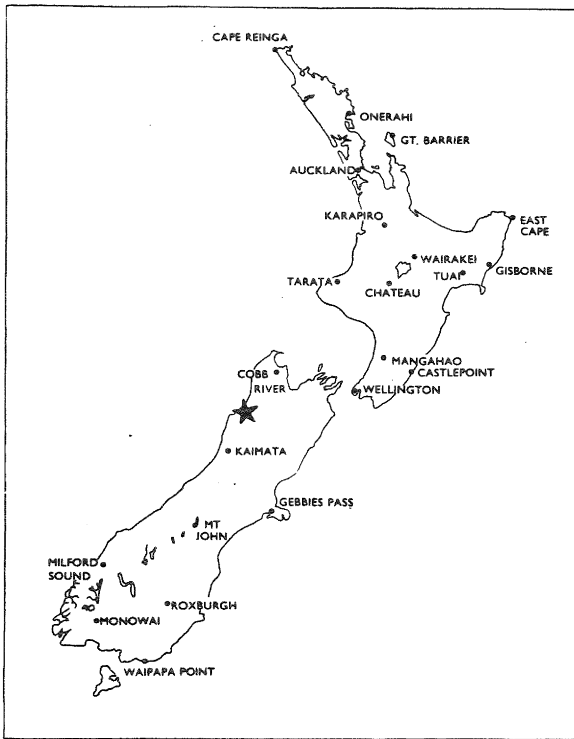 CAPE REINGA
ONERAHI
GT. BARRIER
AUCKLAND
KARAPIRO
EAST
CAPE
WAIRAKEI
TUAI
GISBORNE
TARATA
CHATEAU
MANGAHAO
COBB
RIVER
CASTLEPOINT
WELLINGTON
KAIMATA
GEBBIES PASS
MT
JOHN
MILFORD
SOUND
ROXBURGH
MONOWAI
WAIPAPA POINT